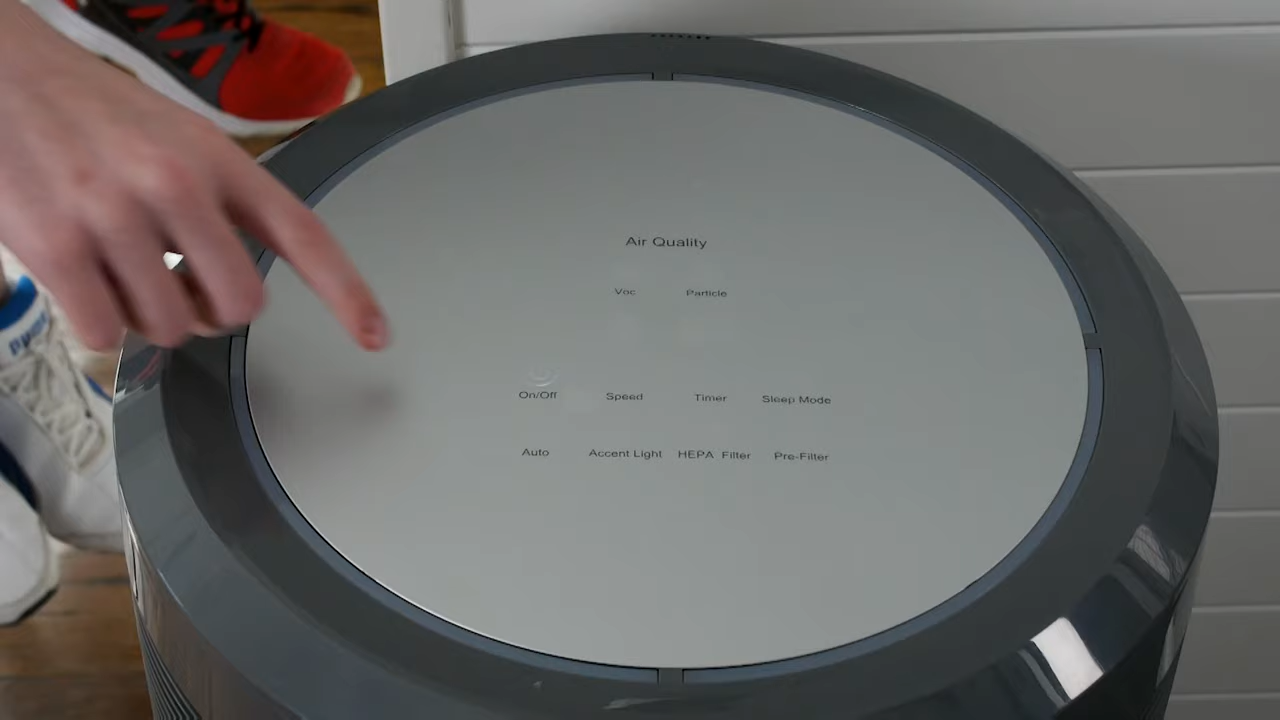 Air Quality
Voc Particle
On/Off Speed Timer Sleep Mode
Auto Accent Light HEPA Filter Pre-Filter